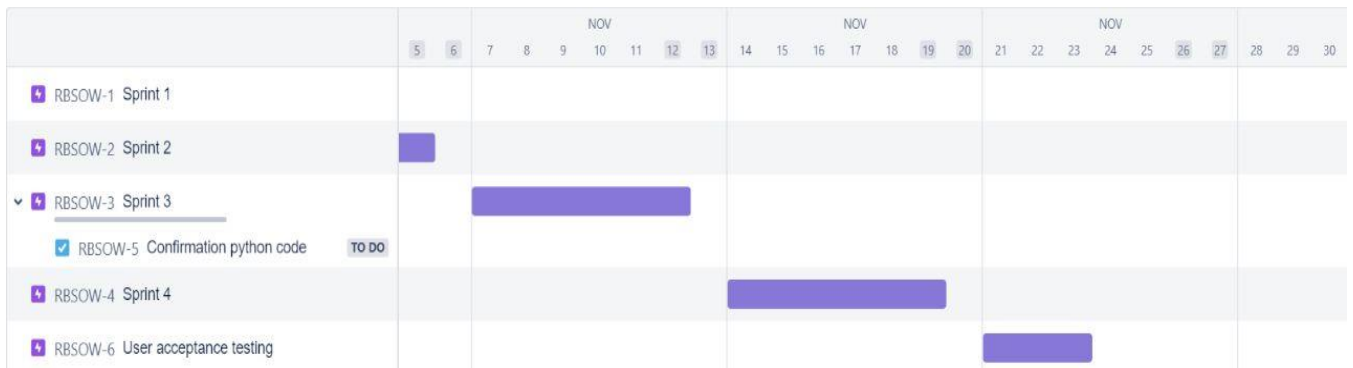 NOV NOV NOV
5 6 7 8 9 10 11 12 13 14 15 16 17 18 19 20 21 22 23 24 25 26 27 28 29 30
RBSOW-1 Sprint 1
RBSOW-2 Sprint 2
RBSOW-3 Sprint 3
RBSOW-5 Confirmation python code TO DO
RBSOW-4 Sprint 4
RBSOW-6 User acceptance testing